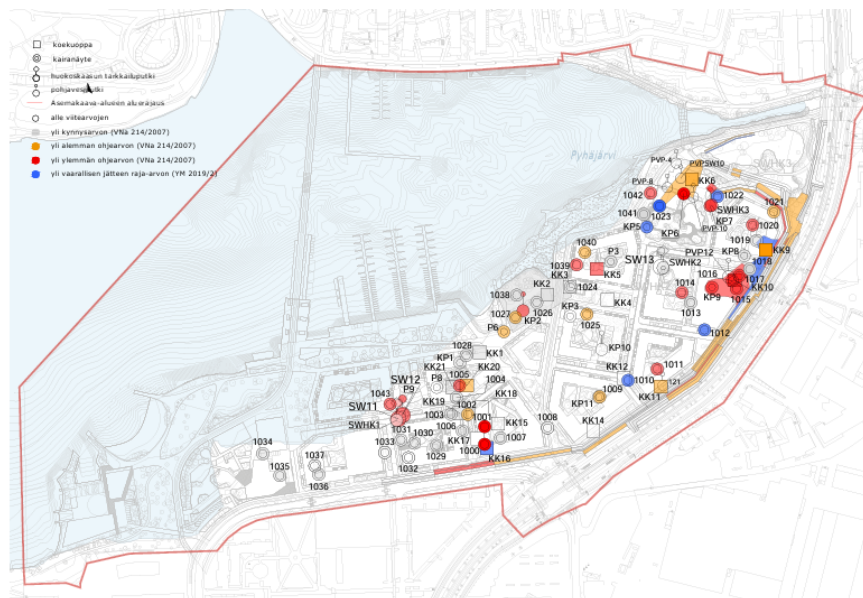 koekuoppa
kairanäyte
huokoskaasun tarkkailuputki
pohjavesiputki
Asemakaava-alueen aluerajaus
alle viitearvojen
yli kynnysarvon (VNa 214/2007)
yli alemman ohjearvon (VNa 214/2007)
yli ylemmän ohjearvon (VNa 214/2007)
yli vaarallisen jätteen raja-arvon (YM 2019/2)
Pyhäjärvi
PVP-4
PVPSW10
SWHK3
PVP-8
KK6
1042
1022
1023
SWHK3
1021
1041
KP7
KP5
KP6
PVP-10
1020
1019
1040
P3
PVP12
KP8
KK9
1039
SW13
SWHK2
1018
KK3
KK5
1016
1017
1038
KK2
1024
1014
KP9
KK10
1015
1026
KK4
1013
1027
KP2
KP3
1025
P6
1012
1028
KK1
KP10
KP1
KK21
KK20
KK12
1011
SW12
1005
1004
1010
P8
P9
KK18
1009
KK11
121
1043
KK19
1002
KP11
SW11
1003
1001
KK15
SWHK1
1006
1008
KK14
1031
1030
KK17
1007
1034
1037
1033
1029
1000
KK16
1032
1035
1036